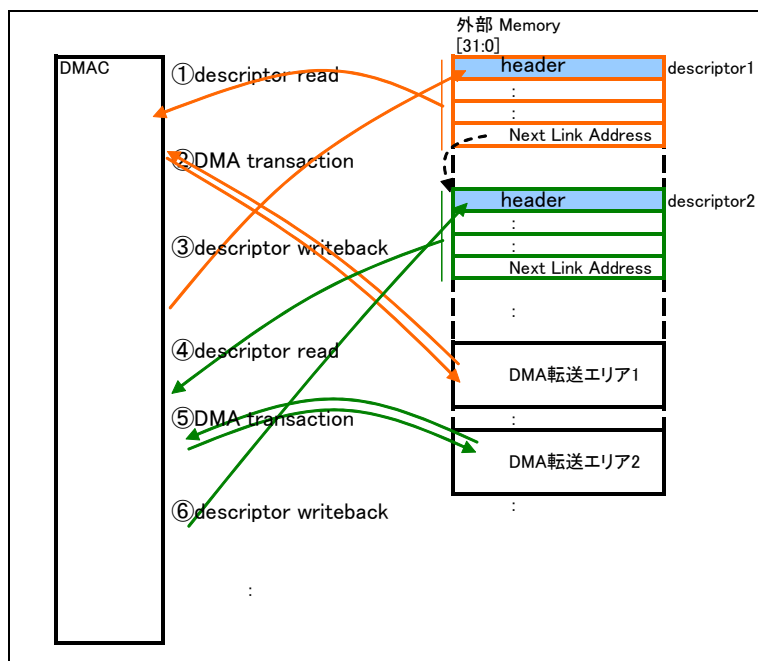 外部 Memory
[31:0]
DMAC
①descriptor read
header
descriptor1
:
:
Next Link Address
②DMA transaction
header
descriptor2
:
③descriptor writeback
:
Next Link Address
:
④descriptor read
DMA転送エリア1
⑤DMA transaction
:
DMA転送エリア2
⑥descriptor writeback
:
: